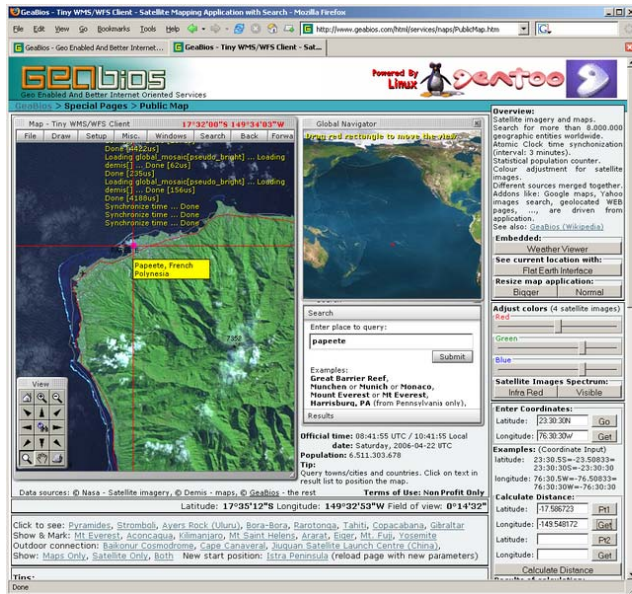 GeaBios - Tiny WMS/WFS Client - Satellite Mapping Application with Search - Mozilla Firefox
File Edit View Go Bookmarks Tools Help
http://www.geabios.com/html/services/maps/PublicMap.htm
GeaBios - Geo Enabled And Better Internet...
GeaBios - Tiny WMS/WFS Client - Sat...
GEAbios
Geo Enabled And Better Internet Oriented Services
Powered By
Linux
gentoo
GeaBios > Special Pages > Public Map
Map - Tiny WMS/WFS Client
17°32'00"S 149°34'03"W
File Draw Setup Misc. Windows Search Back Forwa
Done [4422us]
Loading global_mosaic[pseudo_bright] ... Loading
demis[] ... Done [62us]
Done [235us]
Loading global_mosaic[pseudo_bright] ... Loading
demis[] ... Done [156us]
Done [4188us]
Synchronize time ... Done
Synchronize time ... Done
Synchronize time ... Done
Papeete, French
Polynesia
7352
View
Global Navigator
Drag red rectangle to move the view.
Search
Enter place to query:
papeete
Submit
Examples:
Great Barrier Reef,
Munchen or Munich or Monaco,
Mount Everest or Mt Everest,
Harrisburg, PA (from Pennsylvania only),
Results
Official time: 08:41:55 UTC / 10:41:55 Local
date: Saturday, 2006-04-22 UTC
Population: 6.511.303.678
Tip:
Query towns/cities and countries. Click on text in
result list to position the map.
Data sources: © Nasa - Satellite imagery, © Demis - maps, © GeaBios - the rest
Terms of Use: Non Profit Only
Latitude: 17°35'12"S Longitude: 149°32'53"W Field of view: 0°14'32"
Click to see: Pyramides, Stromboli, Ayers Rock (Uluru), Bora-Bora, Rarotonga, Tahiti, Copacabana, Gibraltar
Show & Mark: Mt Everest, Aconcagua, Kilimanjaro, Mt Saint Helens, Ararat, Eiger, Mt. Fuji, Yosemite
Outdoor connection: Baikonur Cosmodrome, Cape Canaveral, Jiuquan Satellite Launch Centre (China),
Show: Maps Only, Satellite Only, Both New start position: Istra Peninsula (reload page with new parameters)
Tips:
Overview:
Satellite imagery and maps.
Search for more than 8.000.000
geographic entities worldwide.
Atomic Clock time synchonization
(interval: 3 minutes).
Statistical population counter.
Colour adjustment for satellite
images.
Different sources merged together.
Addons like: Google maps, Yahoo
images search, geolocated WEB
pages, ..., are driven from
application.
See also: GeaBios (Wikipedia)
Embedded:
Weather Viewer
See current location with:
Flat Earth Interface
Resize map application:
Bigger Normal
Adjust colors (4 satellite images)
Red
Green
Blue
Satellite Images Spectrum:
Infra Red Visible
Enter Coordinates:
Latitude: 23:30:30N Go
Longitude: 76:30:30W Get
Examples: (Coordinate Input)
latitude: 23:30.5S=-23.50833=
23:30:30S=-23:30:30
longitude: 76:30.5W=-76.50833=
76:30:30W=-76:30:30
Calculate Distance:
Latitude: -17.586723 Pt1
Longitude: -149.548172 Get
Latitude: Pt2
Longitude: Get
Calculate Distance
Results of calculation:
Done